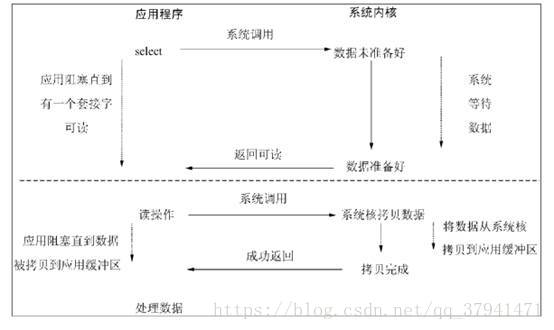 应用程序
系统内核
select
系统调用
数据未准备好
应用阻塞直到
有一个套接字
可读
系统
等待
数据
返回可读
数据准备好
读操作
系统调用
系统核拷贝数据
应用阻塞直到数据
被拷贝到应用缓冲区
将数据从系统核
拷贝到应用缓冲区
成功返回
拷贝完成
处理数据
https://blog.csdn.net/qq_37941471